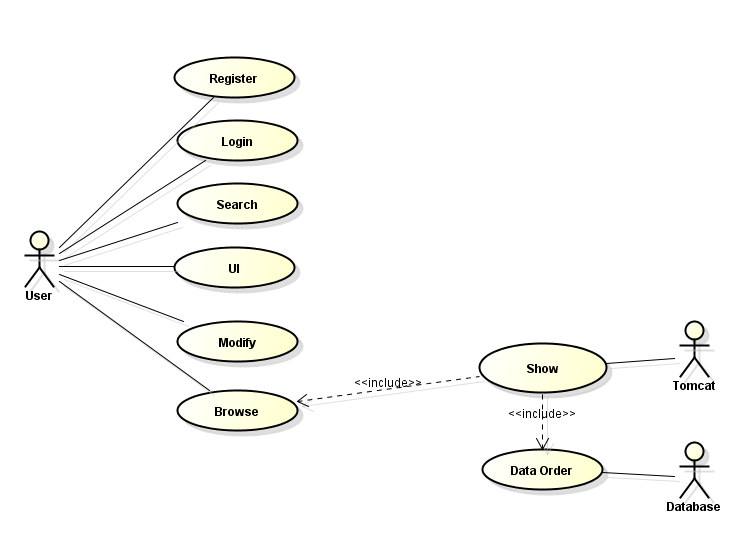 Register
Login
Search
UI
User
Modify
Browse
<<include>>
Show
Tomcat
<<include>>
Data Order
Database